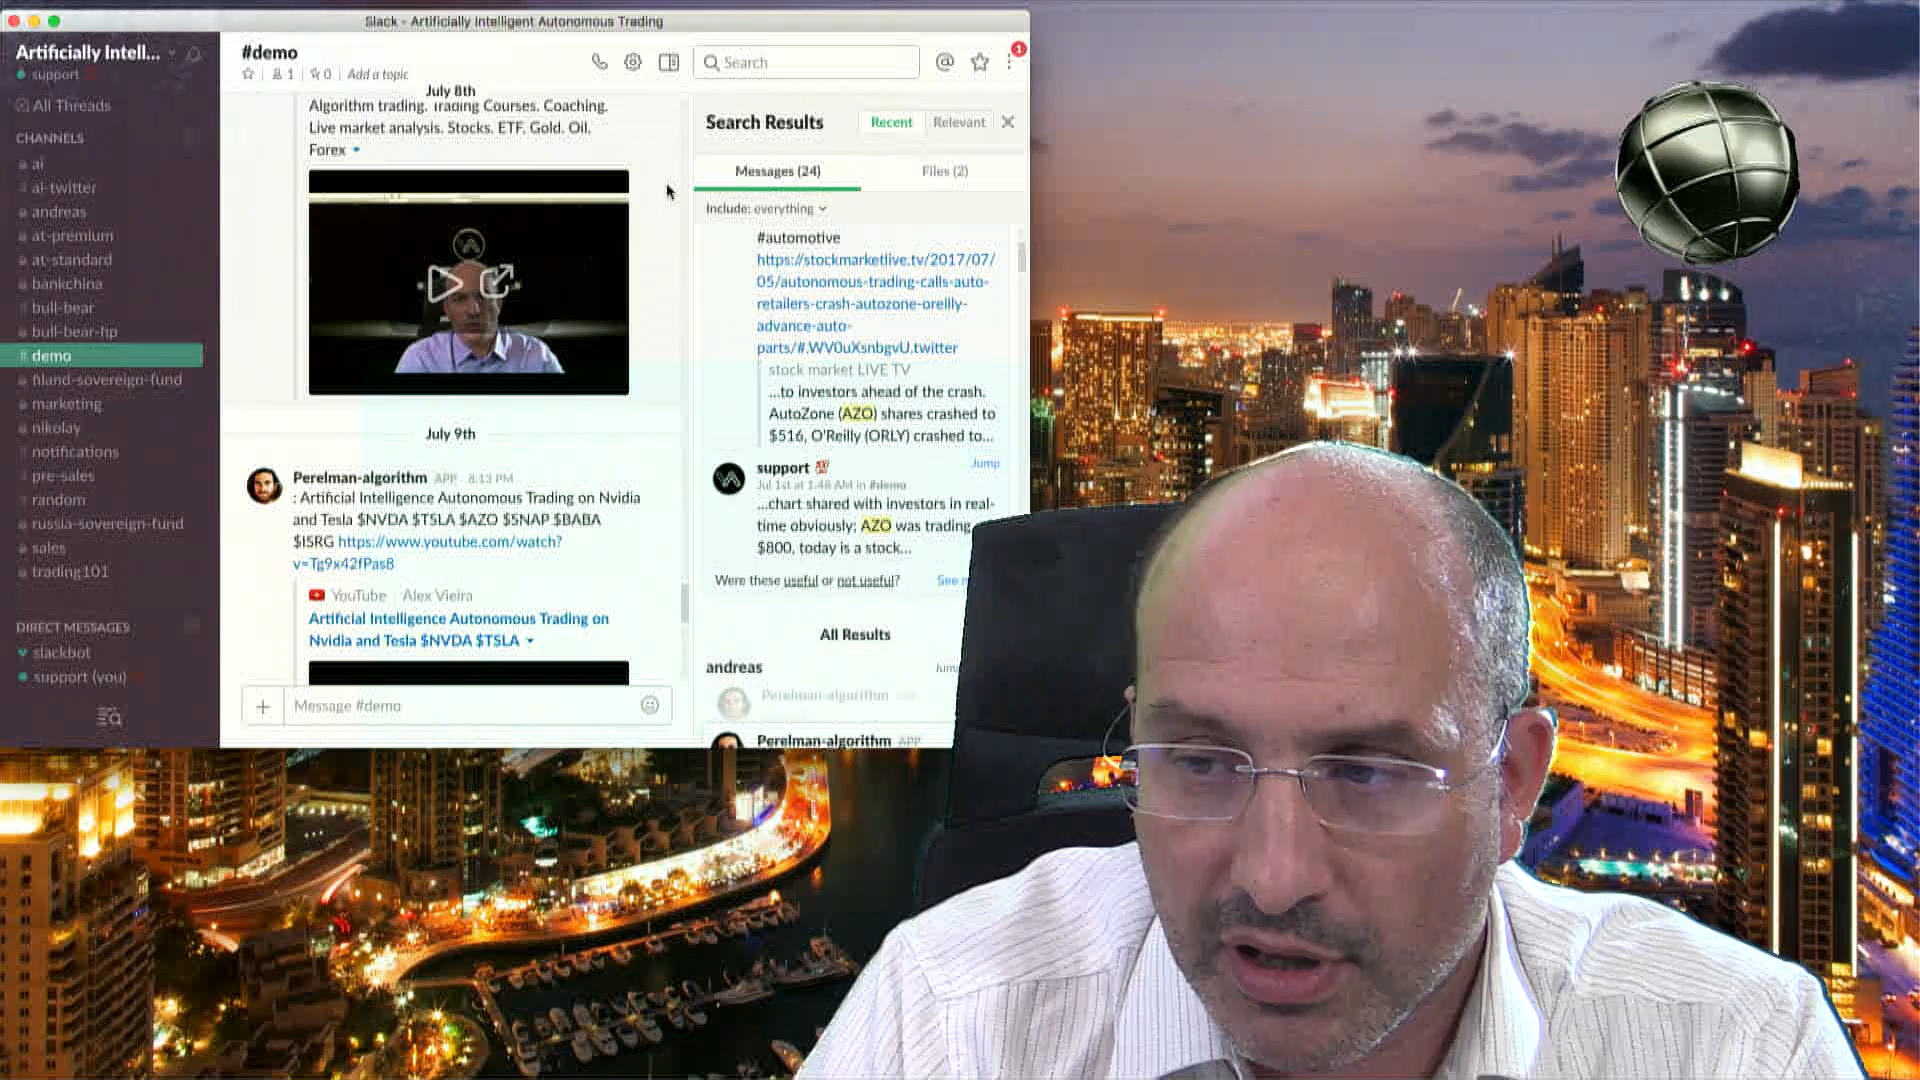 Slack - Artificially Intelligent Autonomous Trading
Artificially Intell...
support
All Threads
CHANNELS
ai
ai-twitter
andreas
at-premium
at-standard
bankchina
bull-bear
bull-bear-hp
demo
filand-sovereign-fund
marketing
nikolay
notifications
pre-sales
random
russia-sovereign-fund
sales
trading101
DIRECT MESSAGES
slackbot
support (you)
#demo
1
0
Add a topic
July 8th
Algorithm trading. Trading Courses. Coaching.
Live market analysis. Stocks. ETF. Gold. Oil.
Forex
July 9th
Perelman-algorithm APP 8:13 PM
: Artificial Intelligence Autonomous Trading on Nvidia
and Tesla $NVDA $TSLA $AZO $SNAP $BABA
$ISRG https://www.youtube.com/watch?
v=Tg9x42fPas8
YouTube Alex Vieira
Artificial Intelligence Autonomous Trading on
Nvidia and Tesla $NVDA $TSLA
Message #demo
Search
1
Search Results
Recent
Relevant
Messages (24)
Files (2)
Include: everything
#automotive
https://stockmarketlive.tv/2017/07/
05/autonomous-trading-calls-auto-
retailers-crash-autozone-oreilly-
advance-auto-
parts/#.WV0uXsnbgvU.twitter
stock market LIVE TV
...to investors ahead of the crash.
AutoZone (AZO) shares crashed to
$516, O'Reilly (ORLY) crashed to...
support 💯 Jump
Jul 1st at 1:48 AM in #demo
...chart shared with investors in real-
time obviously; AZO was trading
$800, today is a stock...
Were these useful or not useful? See
All Results
andreas
Perelman-algorithm
Perelman-algorithm APP